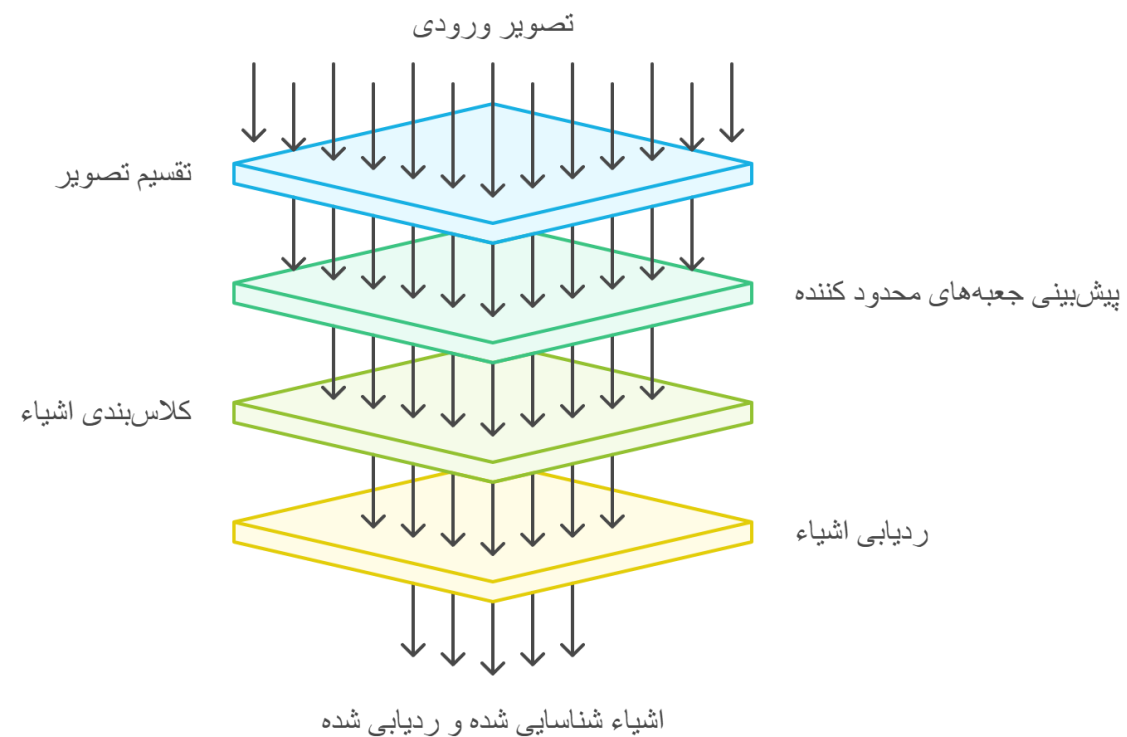 تصویر ورودی
تقسیم تصویر
پیش‌بینی جعبه‌های محدود کننده
کلاس‌بندی اشیاء
ردیابی اشیاء
اشیاء شناسایی شده و ردیابی شده